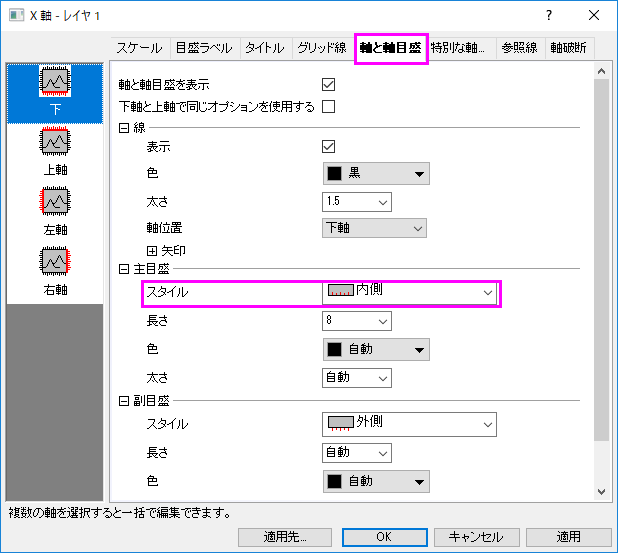 X 軸 - レイヤ 1
スケール 目盛ラベル タイトル グリッド線 軸と軸目盛 特別な軸... 参照線 軸破断
下
上軸
左軸
右軸
軸と軸目盛を表示
下軸と上軸で同じオプションを使用する
線
表示
色 黒
太さ 1.5
軸位置 下軸
矢印
主目盛
スタイル 内側
長さ 8
色 自動
太さ 自動
副目盛
スタイル 外側
長さ 自動
色 自動
複数の軸を選択すると一括で編集できます。
適用先... OK キャンセル 適用